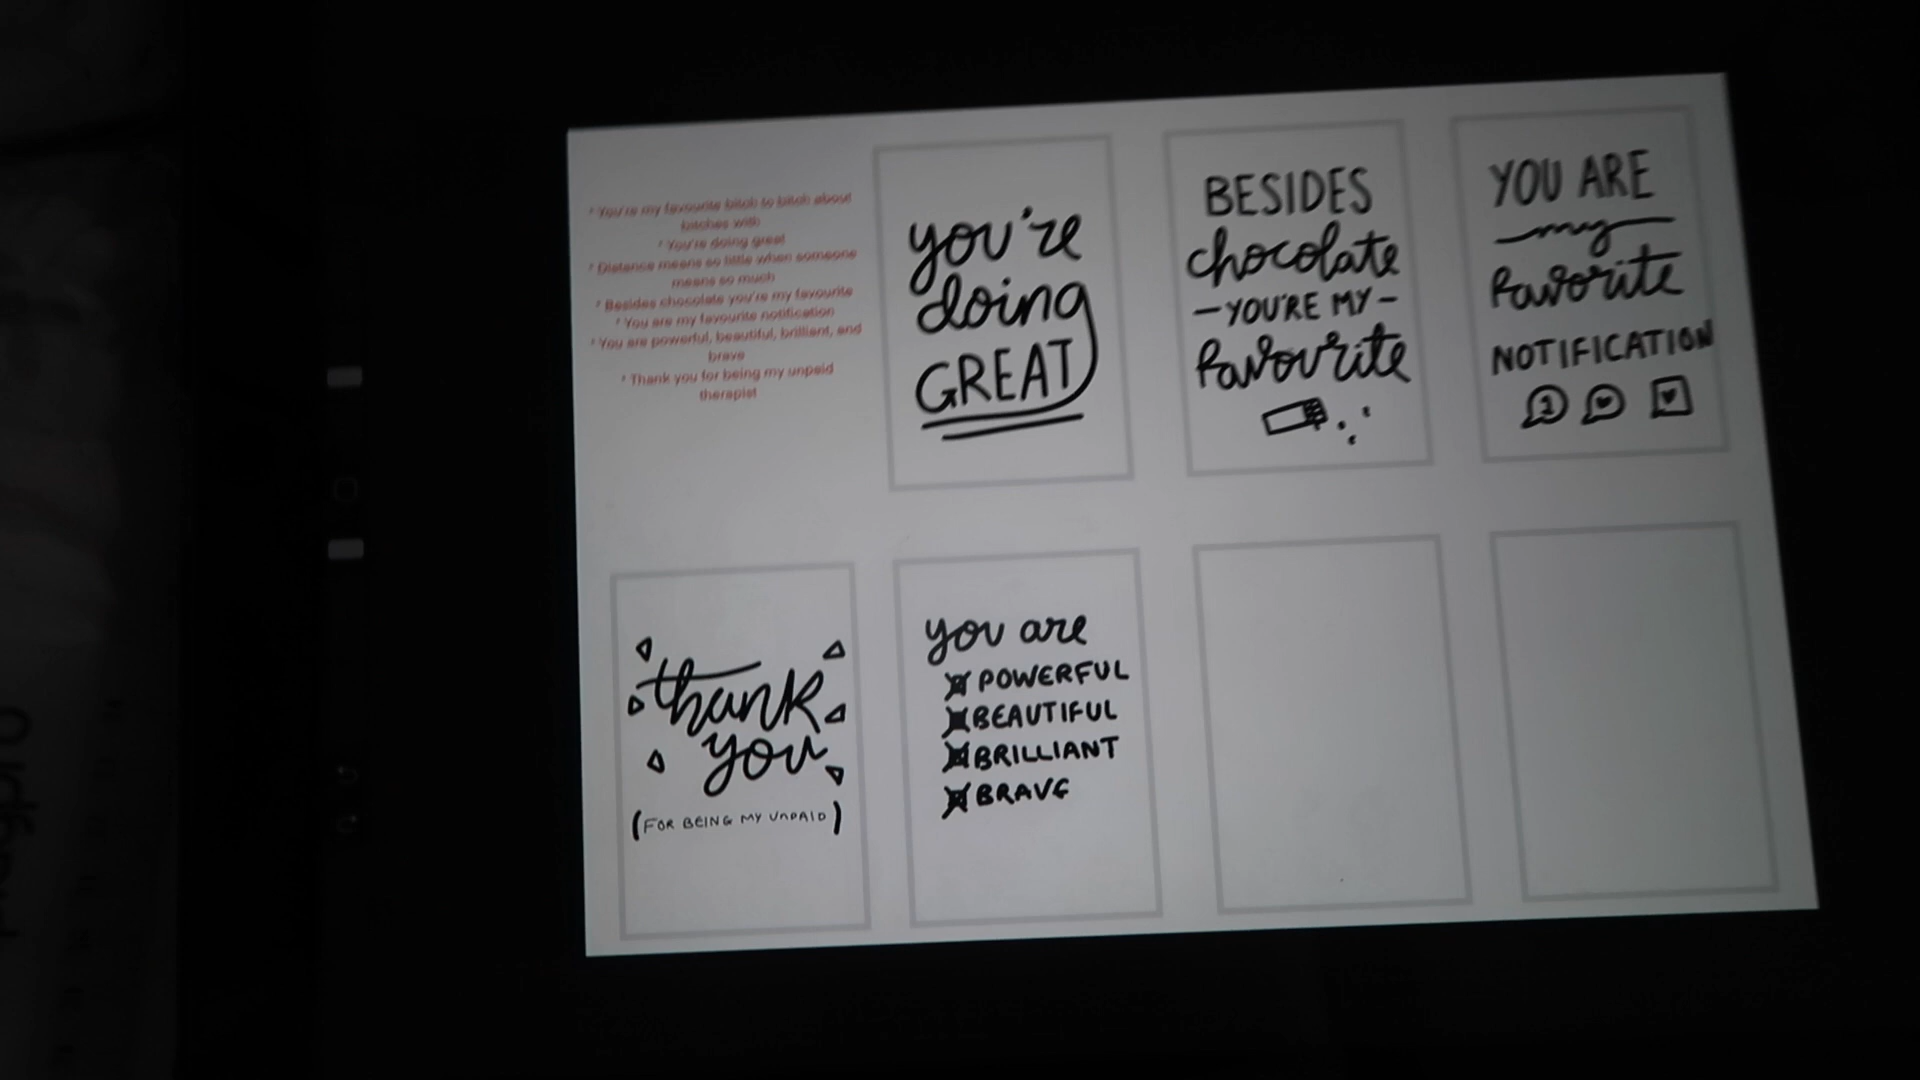 * You're my favourite bitch to bitch about
bitches with
* You're doing great
* Distance means so little when someone
means so much
* Besides chocolate you're my favourite
* You are my favourite notification
* You are powerful, beautiful, brilliant, and
brave
* Thank you for being my unpaid
therapist
you're
doing
GREAT
BESIDES
chocolate
- YOU'RE MY -
favourite
YOU ARE
my
favorite
NOTIFICATION
1
thank
you
(FOR BEING MY UNPAID)
you are
POWERFUL
BEAUTIFUL
BRILLIANT
BRAVE